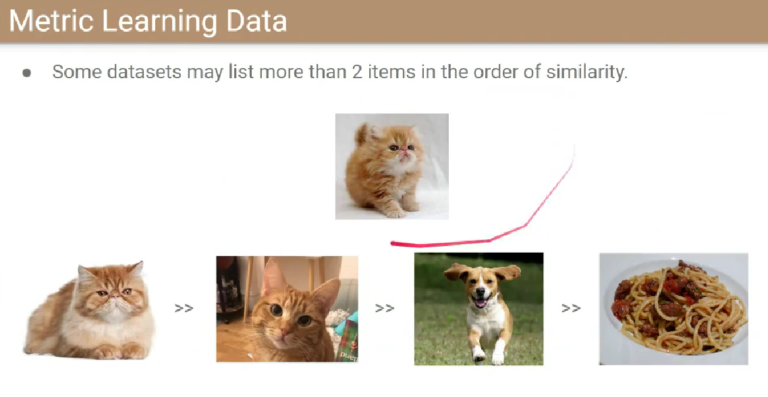 Metric Learning Data
● Some datasets may list more than 2 items in the order of similarity.
>> >> >>